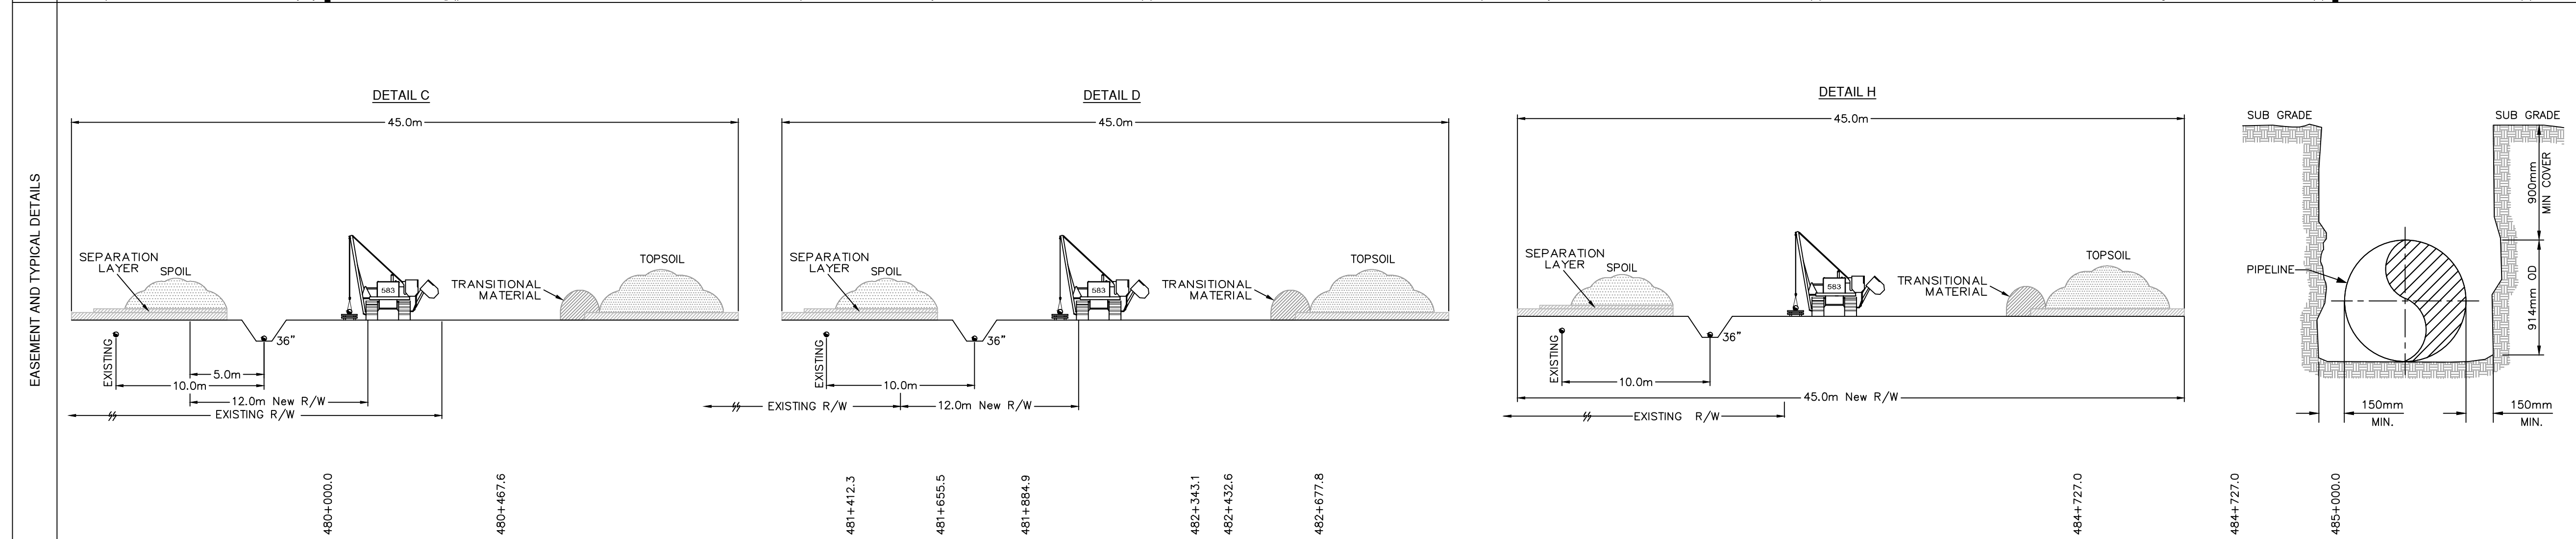 EASEMENT AND TYPICAL DETAILS
DETAIL C
45.0m
SEPARATION
LAYER
SPOIL
583
TRANSITIONAL
MATERIAL
TOPSOIL
EXISTING
36"
5.0m
10.0m
12.0m New R/W
EXISTING R/W
DETAIL D
45.0m
SEPARATION
LAYER
SPOIL
583
TRANSITIONAL
MATERIAL
TOPSOIL
EXISTING
36"
10.0m
EXISTING R/W
12.0m New R/W
DETAIL H
45.0m
SEPARATION
LAYER
SPOIL
583
TRANSITIONAL
MATERIAL
TOPSOIL
EXISTING
36"
10.0m
45.0m New R/W
EXISTING R/W
SUB GRADE
SUB GRADE
900mm
MIN COVER
PIPELINE
914mm OD
150mm
MIN.
150mm
MIN.
480+000.0
480+467.6
481+412.3
481+655.5
481+884.9
482+343.1
482+432.6
482+677.8
484+727.0
484+727.0
485+000.0